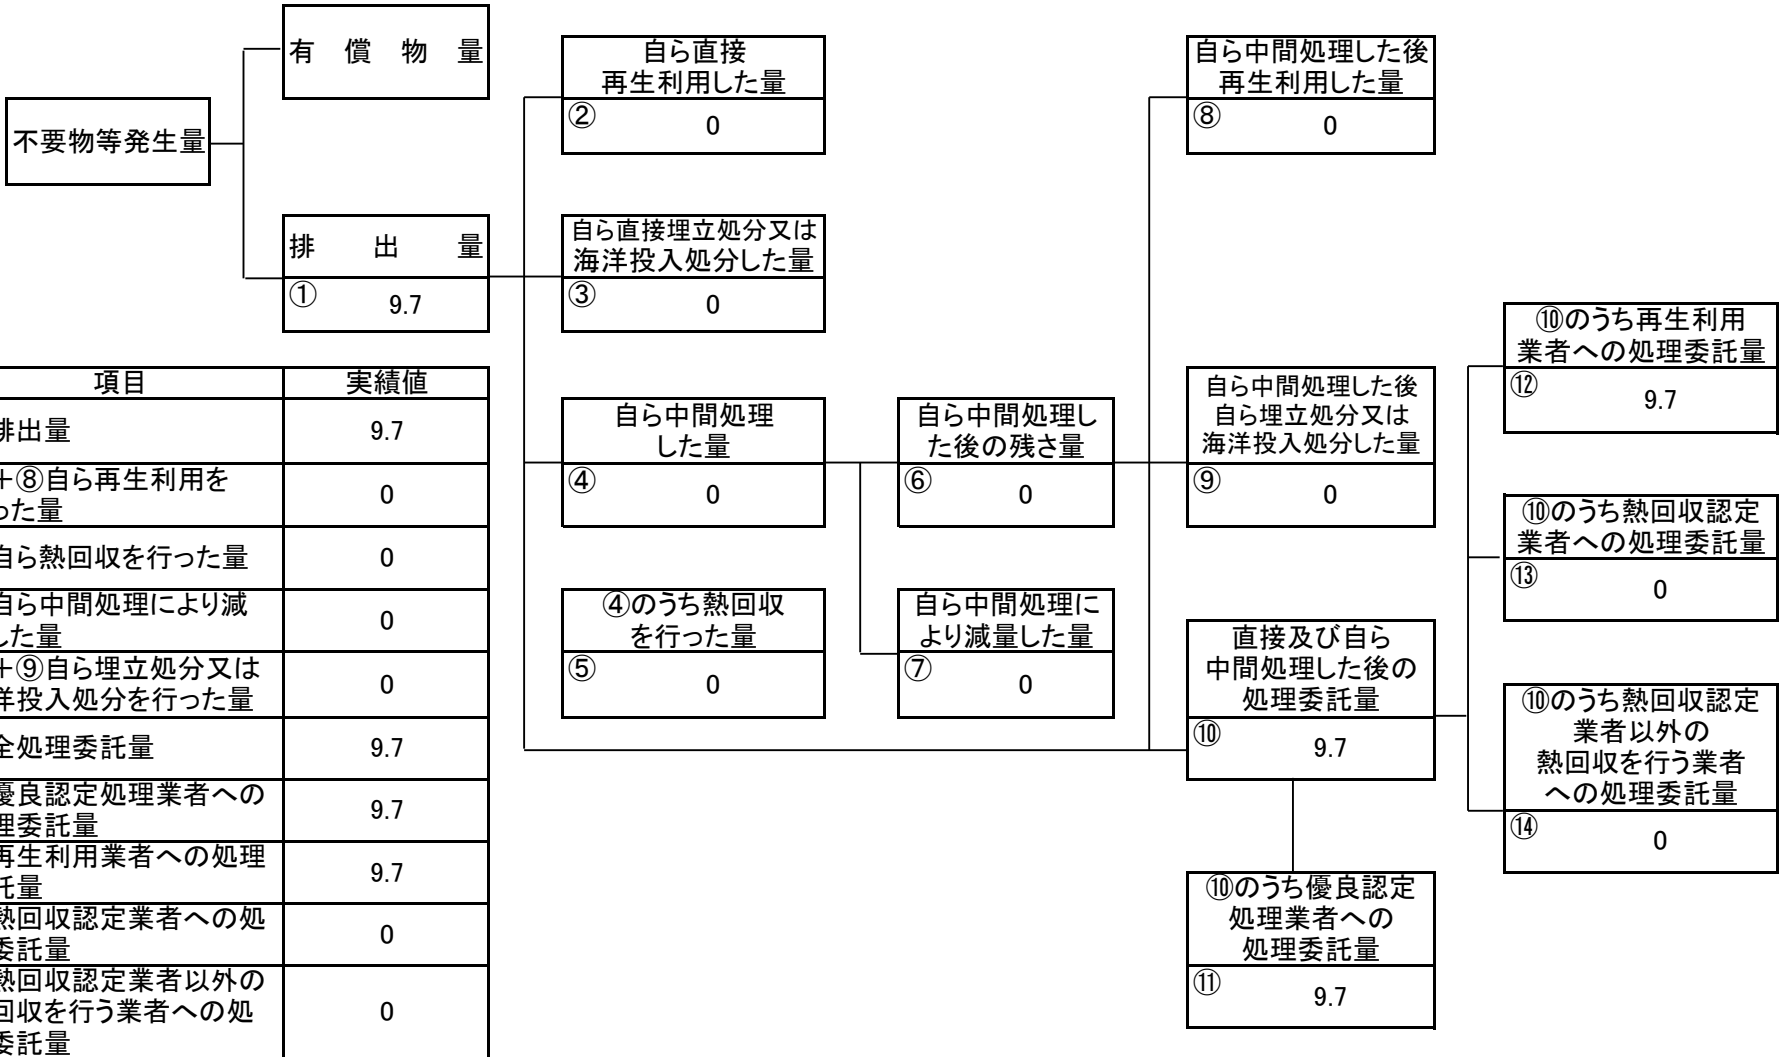 有償物量
不要物等発生量
排出量
①
9.7
自ら直接
再生利用した量
②
0
自ら直接埋立処分又は
海洋投入処分した量
③
0
自ら中間処理
した量
④
0
④のうち熱回収
を行った量
⑤
0
自ら中間処理し
た後の残さ量
⑥
0
自ら中間処理に
より減量した量
⑦
0
自ら中間処理した後
再生利用した量
⑧
0
自ら中間処理した後
自ら埋立処分又は
海洋投入処分した量
⑨
0
直接及び自ら
中間処理した後の
処理委託量
⑩
9.7
⑩のうち優良認定
処理業者への
処理委託量
⑪
9.7
⑩のうち再生利用
業者への処理委託量
⑫
9.7
⑩のうち熱回収認定
業者への処理委託量
⑬
0
⑩のうち熱回収認定
業者以外の
熱回収を行う業者
への処理委託量
⑭
0
項目 実績値
排出量 9.7
+⑧自ら再生利用を
った量 0
自ら熱回収を行った量 0
自ら中間処理により減
した量 0
+⑨自ら埋立処分又は
洋投入処分を行った量 0
全処理委託量 9.7
優良認定処理業者への
理委託量 9.7
再生利用業者への処理
託量 9.7
熱回収認定業者への処
委託量 0
熱回収認定業者以外の
回収を行う業者への処
委託量 0